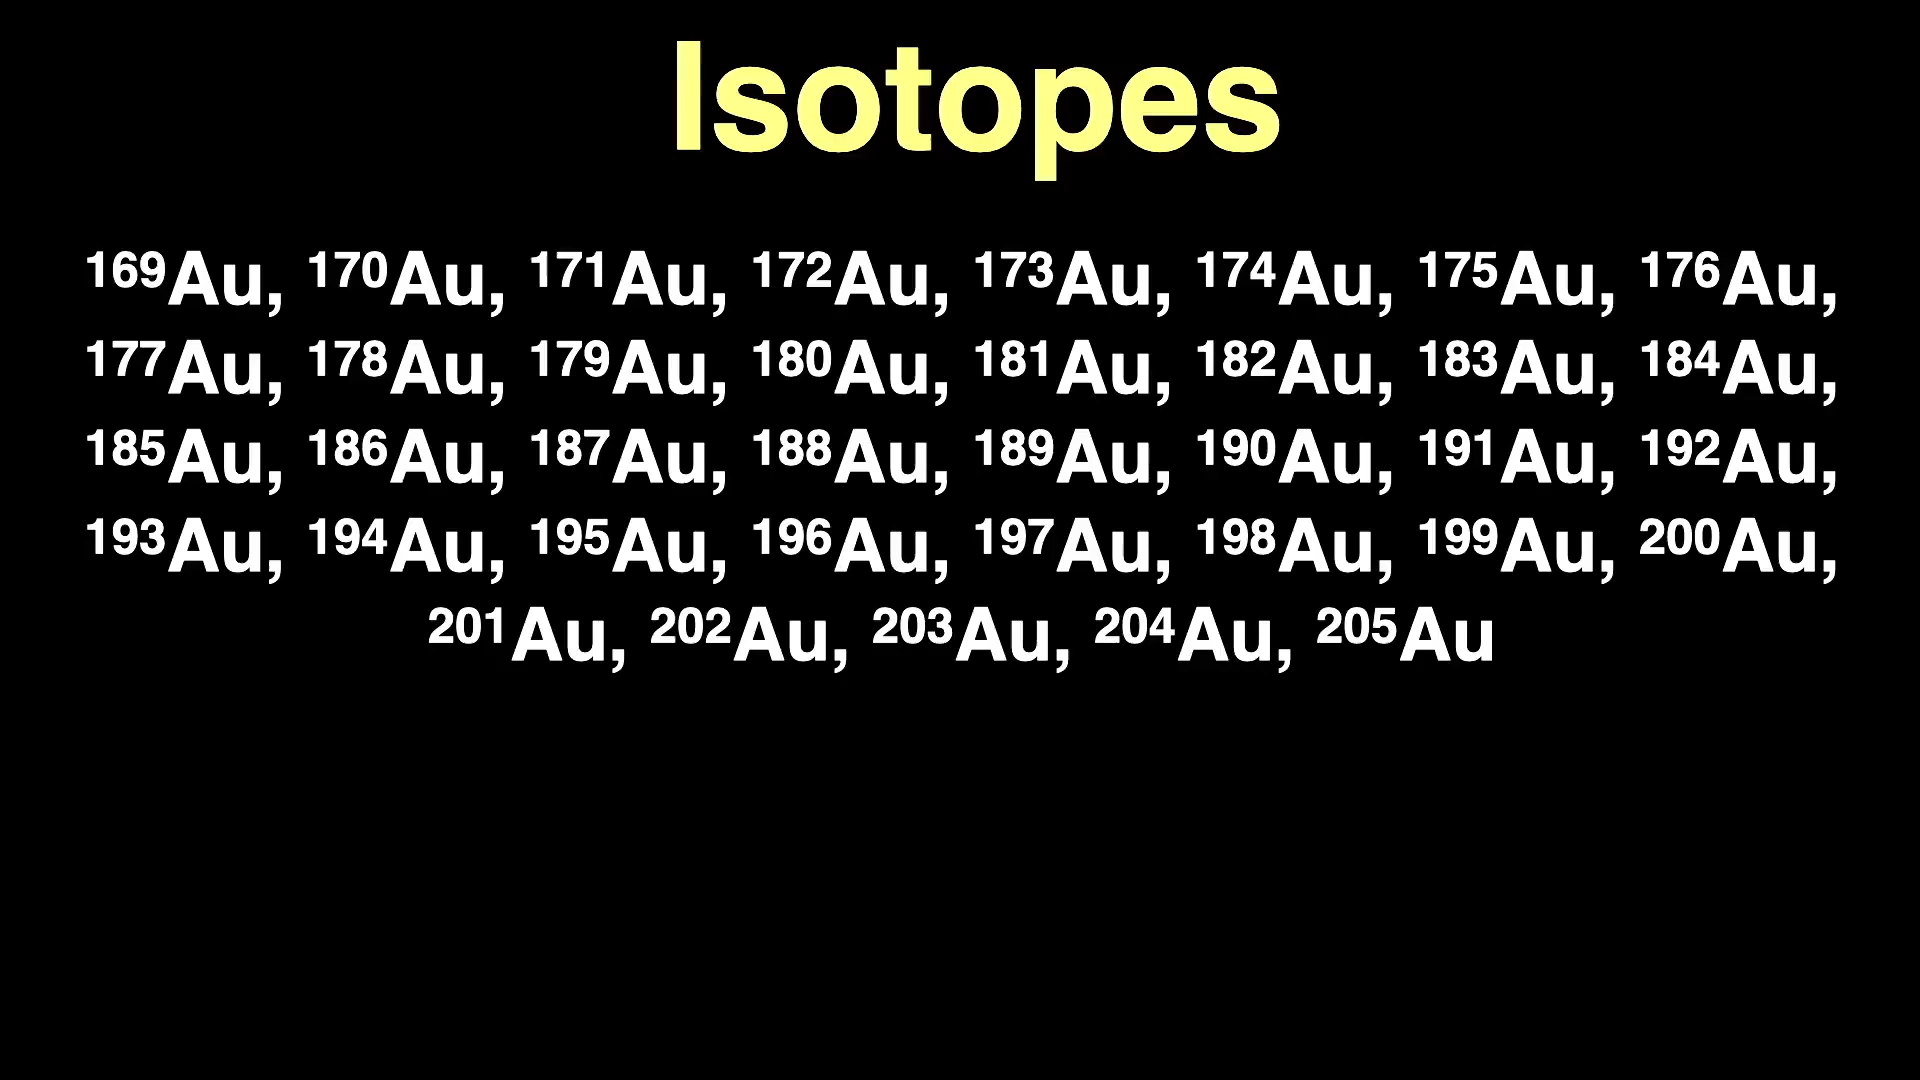 Isotopes
¹⁶⁹Au, ¹⁷⁰Au, ¹⁷¹Au, ¹⁷²Au, ¹⁷³Au, ¹⁷⁴Au, ¹⁷⁵Au, ¹⁷⁶Au,
¹⁷⁷Au, ¹⁷⁸Au, ¹⁷⁹Au, ¹⁸⁰Au, ¹⁸¹Au, ¹⁸²Au, ¹⁸³Au, ¹⁸⁴Au,
¹⁸⁵Au, ¹⁸⁶Au, ¹⁸⁷Au, ¹⁸⁸Au, ¹⁸⁹Au, ¹⁹⁰Au, ¹⁹¹Au, ¹⁹²Au,
¹⁹³Au, ¹⁹⁴Au, ¹⁹⁵Au, ¹⁹⁶Au, ¹⁹⁷Au, ¹⁹⁸Au, ¹⁹⁹Au, ²⁰⁰Au,
²⁰¹Au, ²⁰²Au, ²⁰³Au, ²⁰⁴Au, ²⁰⁵Au